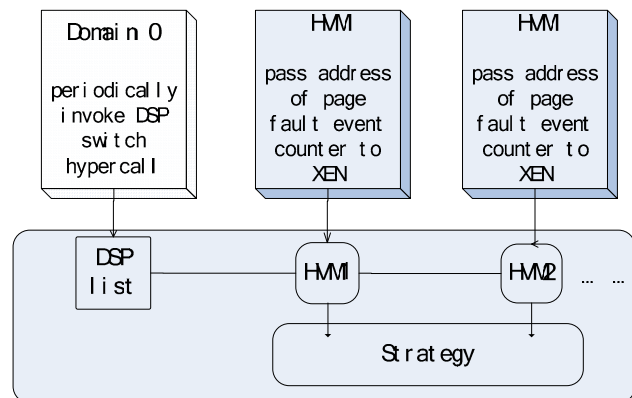 Domain 0
periodically
invoke DSP
switch
hypercall
HVM
pass address
of page
fault event
counter to
XEN
HVM
pass address
of page
fault event
counter to
XEN
DSP
list
HVM1
HVM2
... ...
Strategy